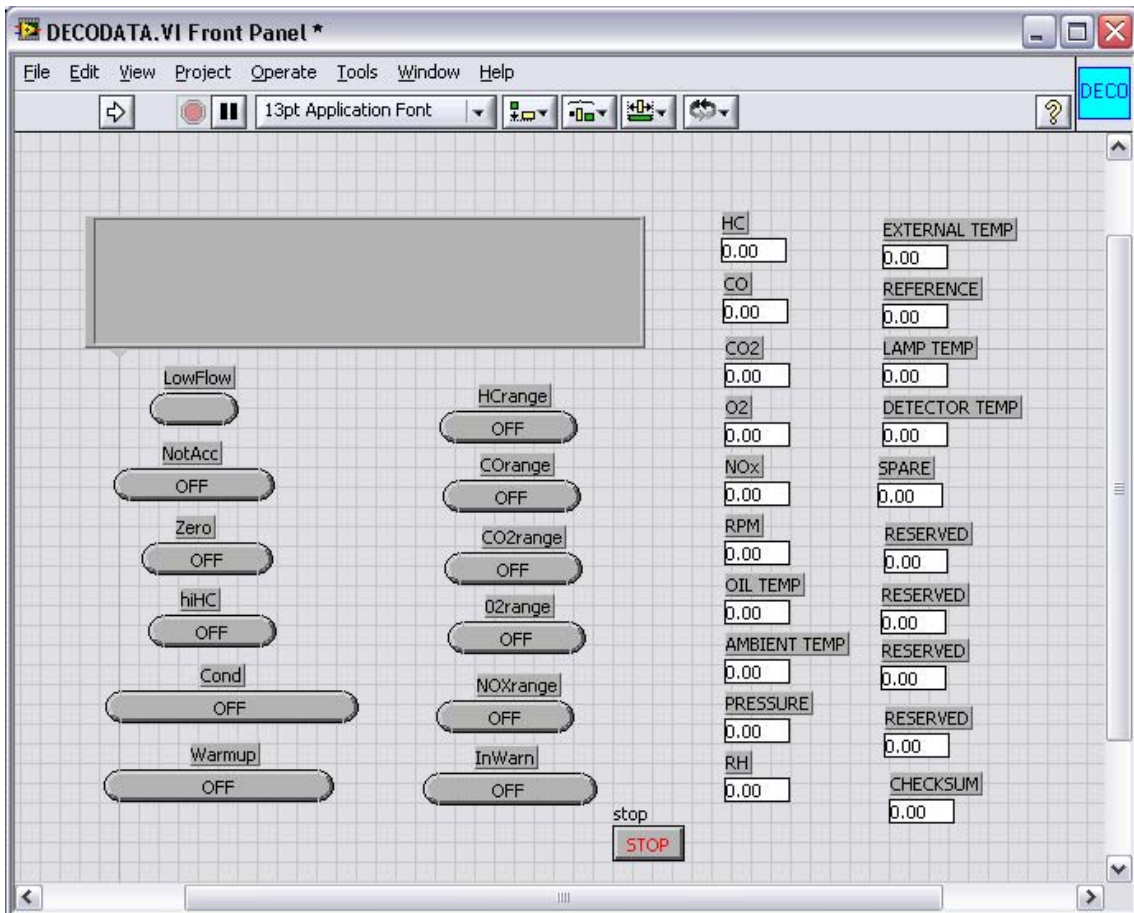 DECODATA.VI Front Panel *
File Edit View Project Operate Tools Window Help
13pt Application Font
?
DECO
LowFlow
NotAcc
OFF
Zero
OFF
hiHC
OFF
Cond
OFF
Warmup
OFF
HCrange
OFF
COrange
OFF
CO2range
OFF
02range
OFF
NOXrange
OFF
InWarn
OFF
stop
STOP
HC
0.00
CO
0.00
CO2
0.00
O2
0.00
NOx
0.00
RPM
0.00
OIL TEMP
0.00
AMBIENT TEMP
0.00
PRESSURE
0.00
RH
0.00
EXTERNAL TEMP
0.00
REFERENCE
0.00
LAMP TEMP
0.00
DETECTOR TEMP
0.00
SPARE
0.00
RESERVED
0.00
RESERVED
0.00
RESERVED
0.00
RESERVED
0.00
CHECKSUM
0.00